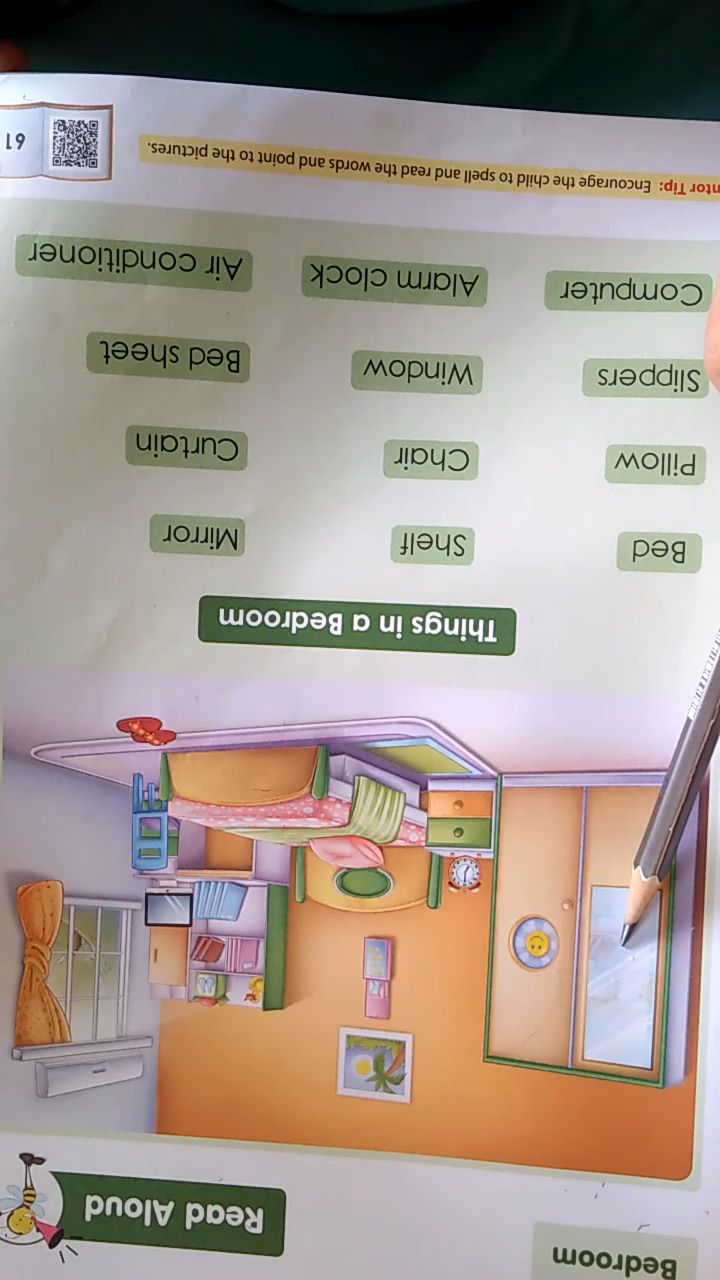 Bedroom
Read Aloud
Things in a Bedroom
Bed Shelf Mirror
Pillow Chair Curtain
Slippers Window Bed sheet
Computer Alarm clock Air conditioner
ntor Tip: Encourage the child to spell and read the words and point to the pictures.
61